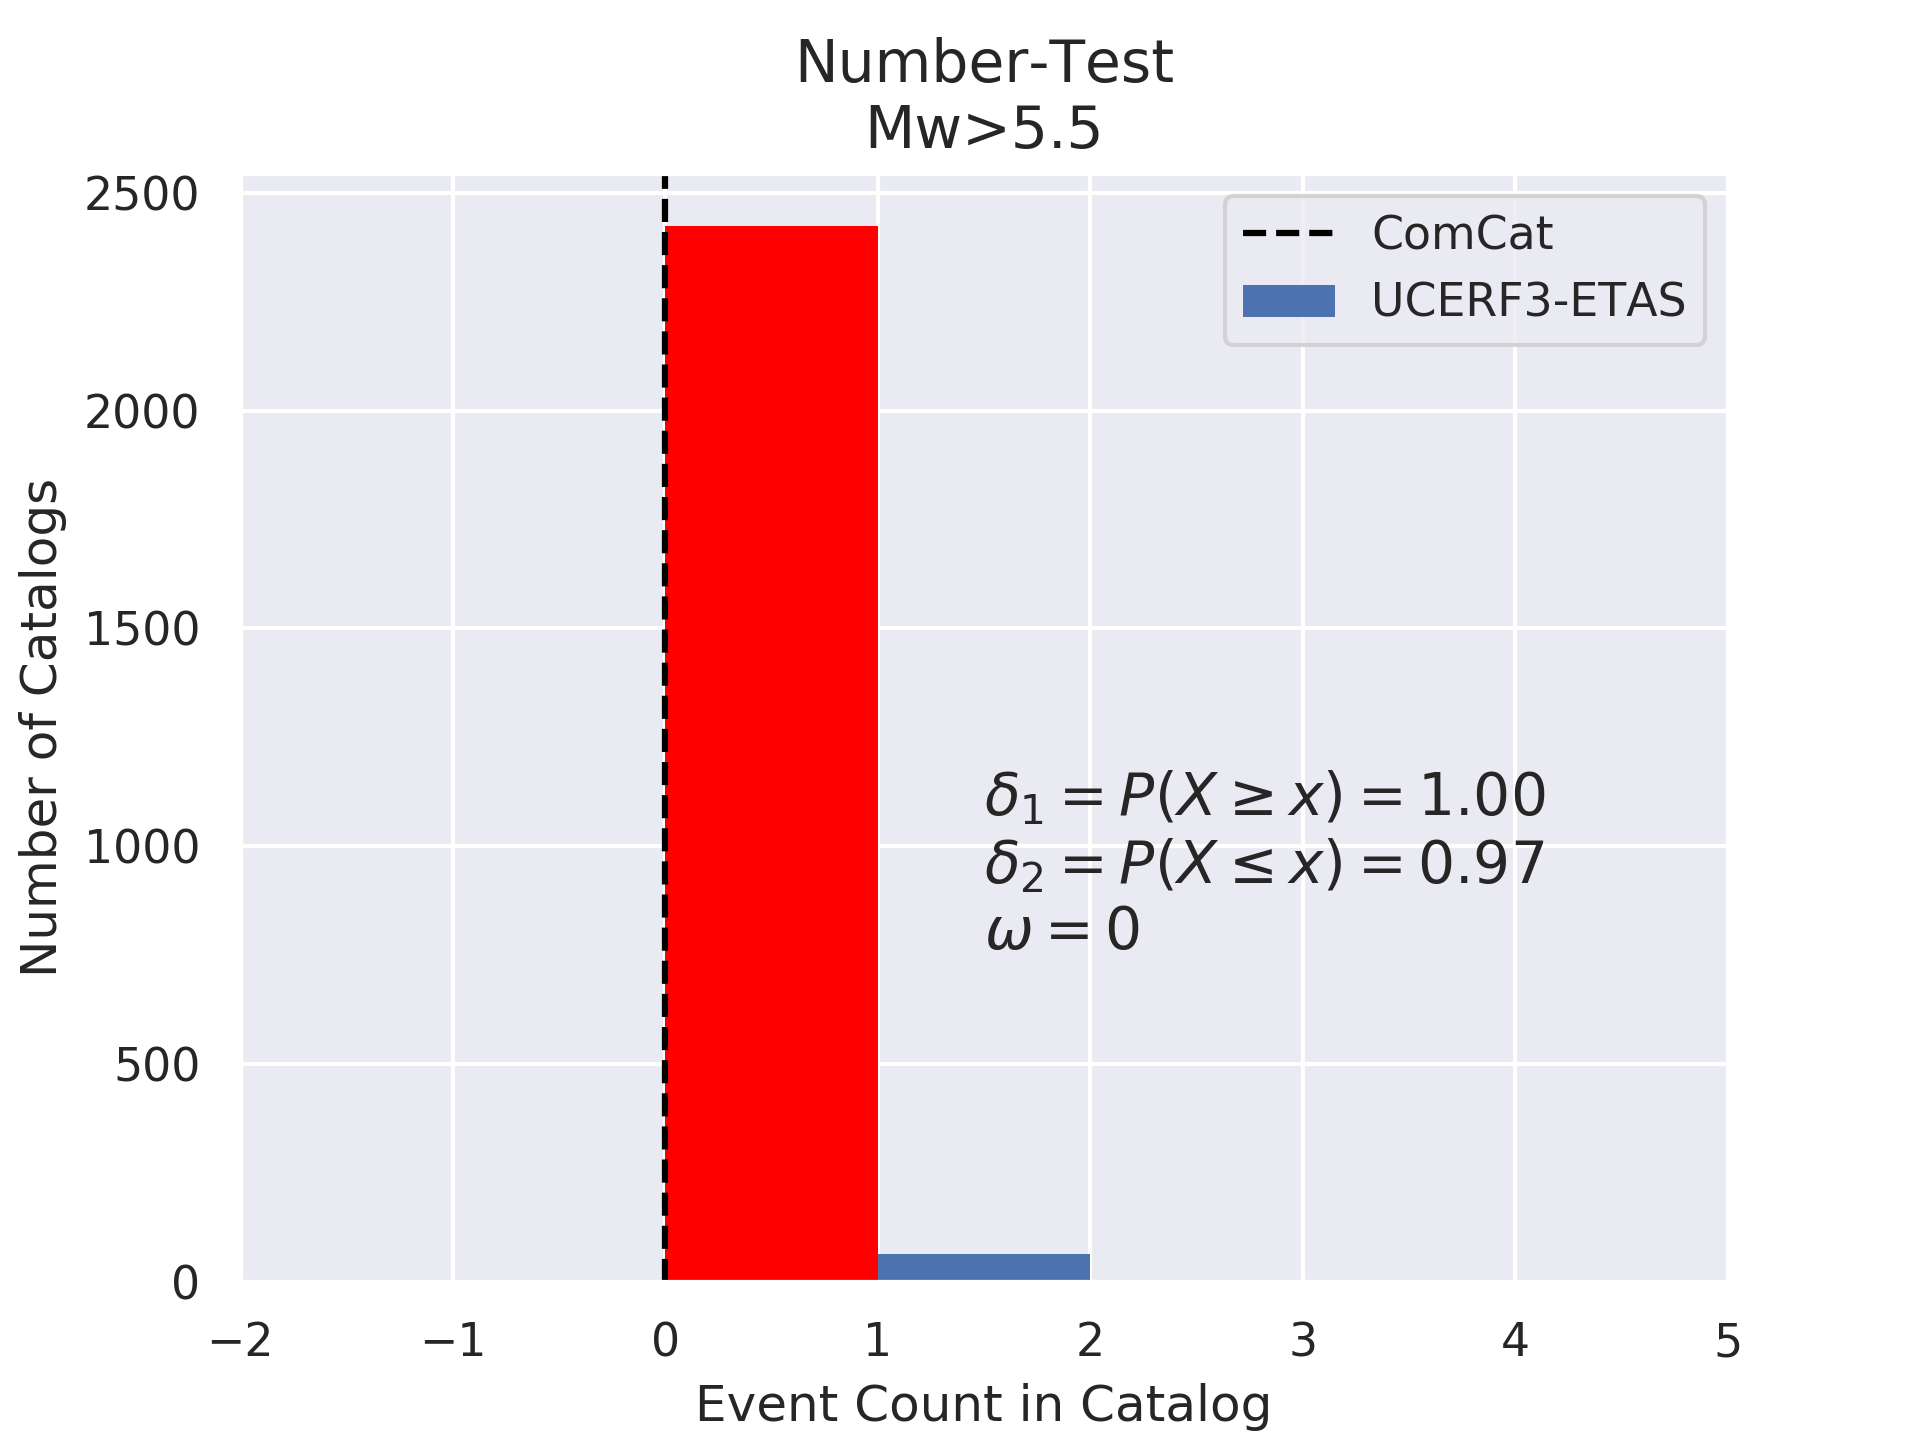 Number-Test
Mw>5.5
2500
2000
1500
1000
500
0
Number of Catalogs
ComCat
UCERF3-ETAS
δ₁ = P(X ≥ x) = 1.00
δ₂ = P(X ≤ x) = 0.97
ω = 0
−2 −1 0 1 2 3 4 5
Event Count in Catalog